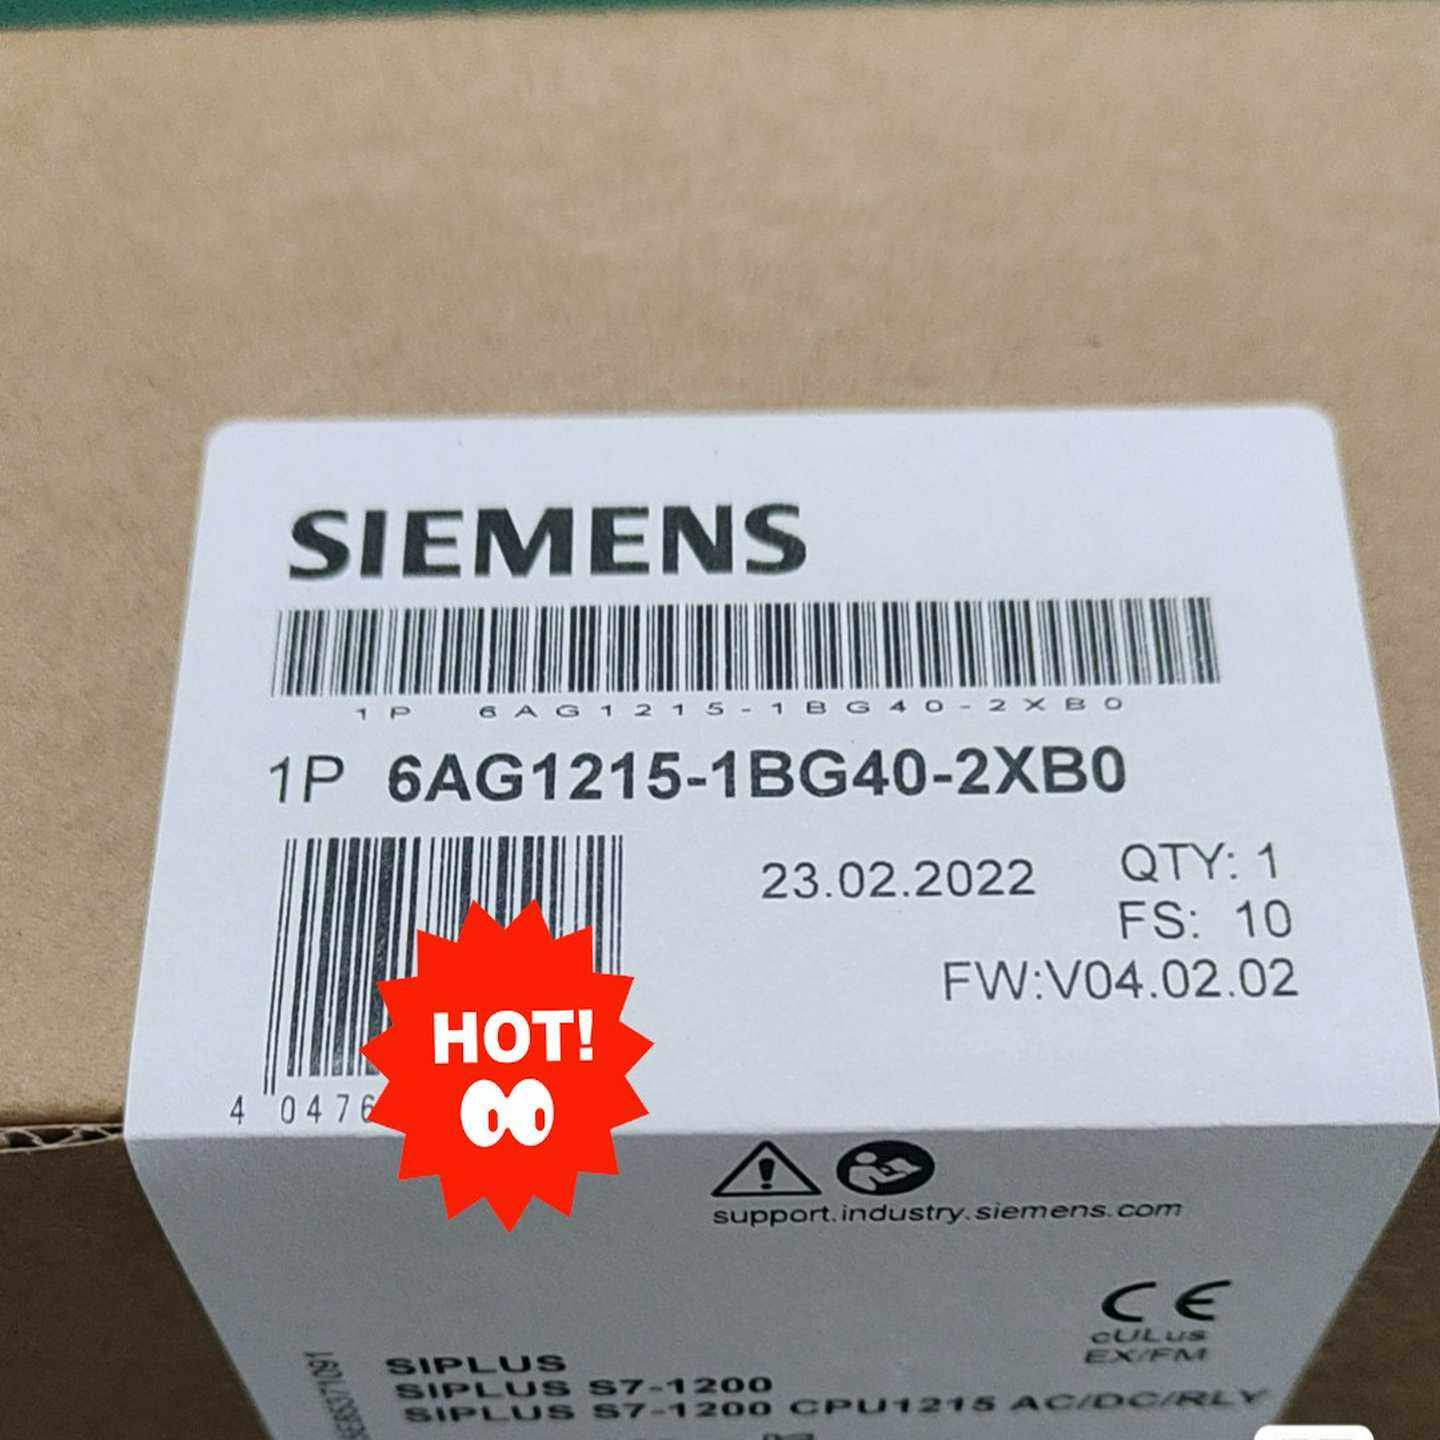 SIEMENS
1P 6AG1215-1BG40-2XB0
1P 6AG1215-1BG40-2XB0
23.02.2022 QTY: 1
FS: 10
FW:V04.02.02
HOT!
4 0476
support.industry.siemens.com
CE
cULus
EX/FM
SIPLUS
SIPLUS S7-1200
SIPLUS S7-1200 CPU1215 AC/DC/RLY